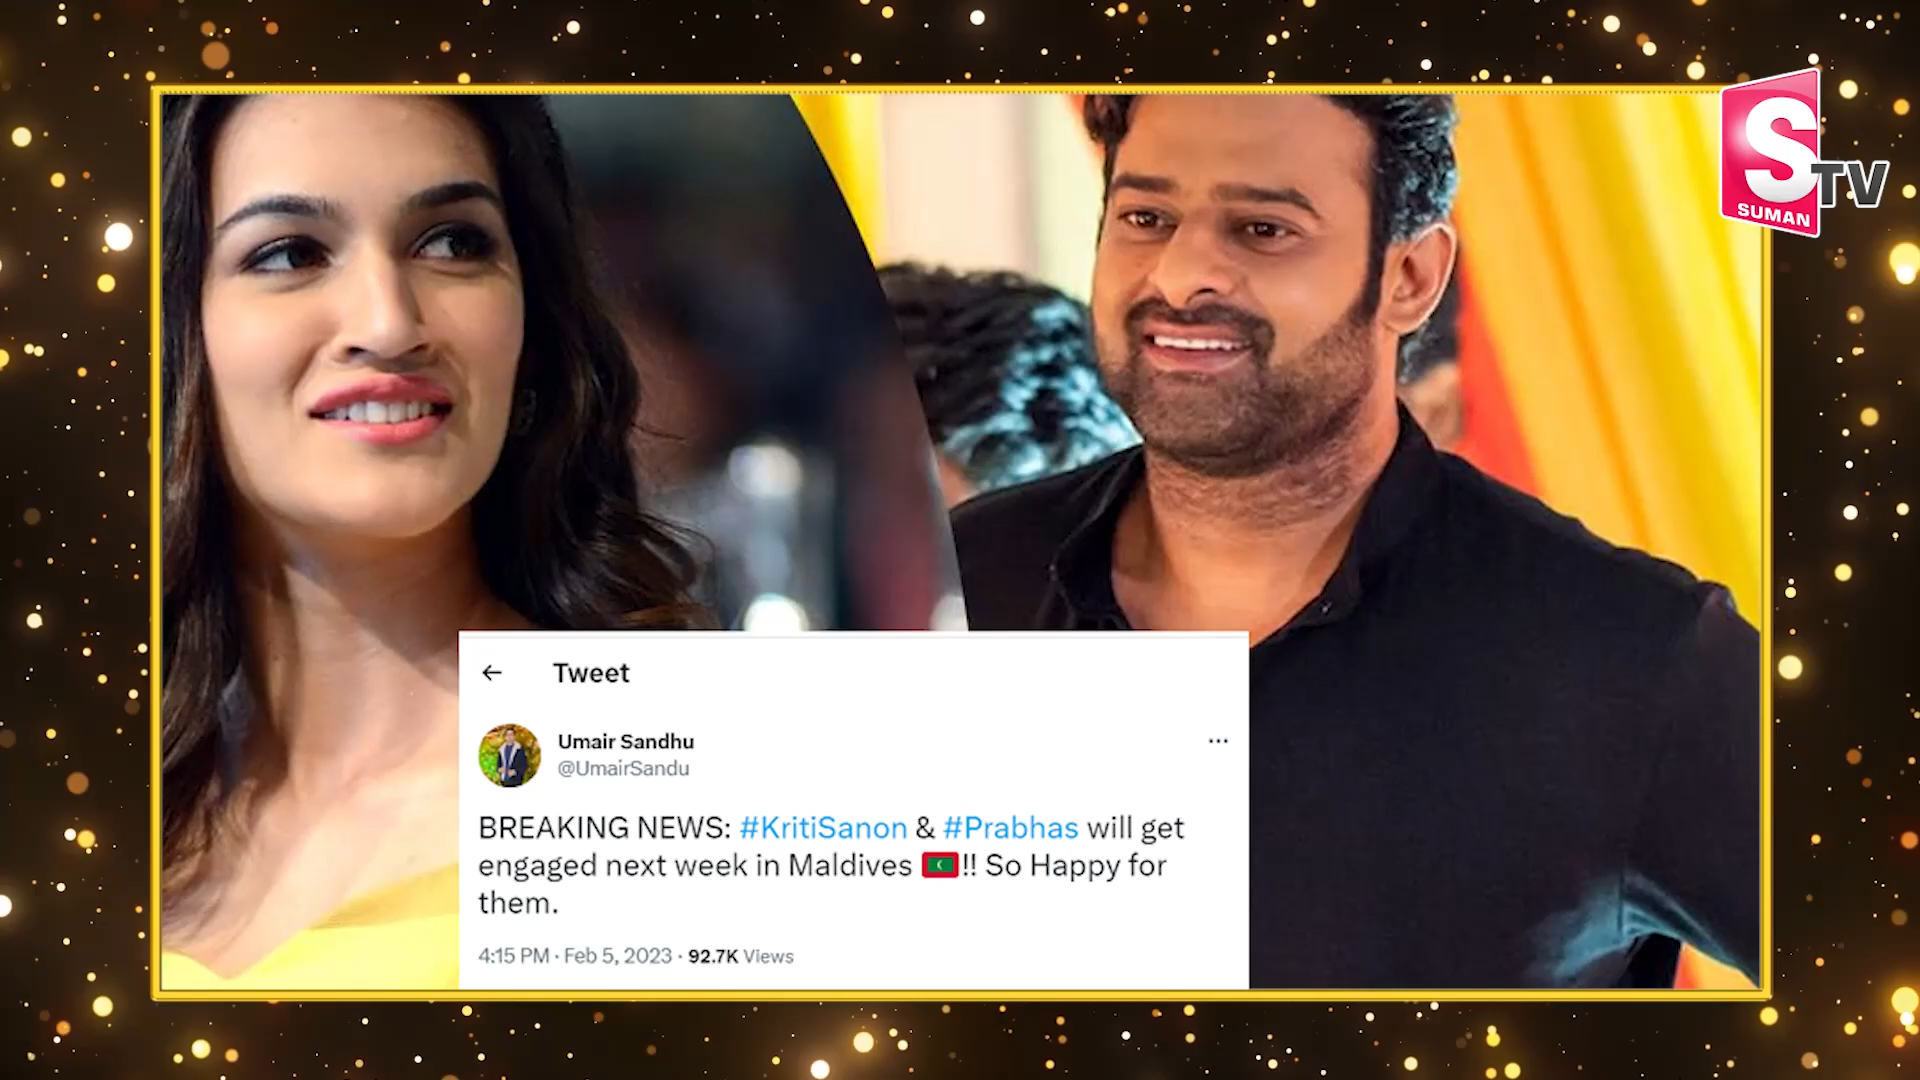 S
TV
SUMAN
Tweet
Umair Sandhu
@UmairSandu
BREAKING NEWS: #KritiSanon & #Prabhas will get
engaged next week in Maldives 🇲🇻!! So Happy for
them.
4:15 PM · Feb 5, 2023 · 92.7K Views